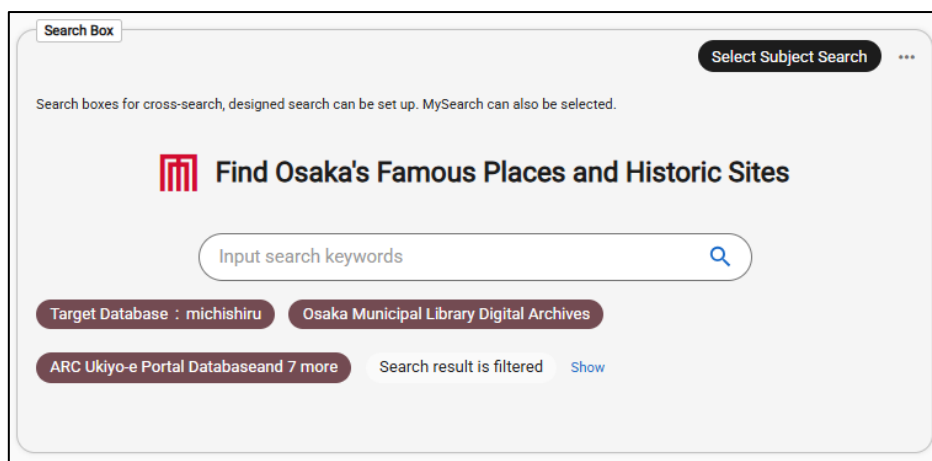 Search Box
Select Subject Search
Search boxes for cross-search, designed search can be set up. MySearch can also be selected.
Find Osaka's Famous Places and Historic Sites
Input search keywords
Target Database：michishiru Osaka Municipal Library Digital Archives
ARC Ukiyo-e Portal Databaseand 7 more Search result is filtered Show